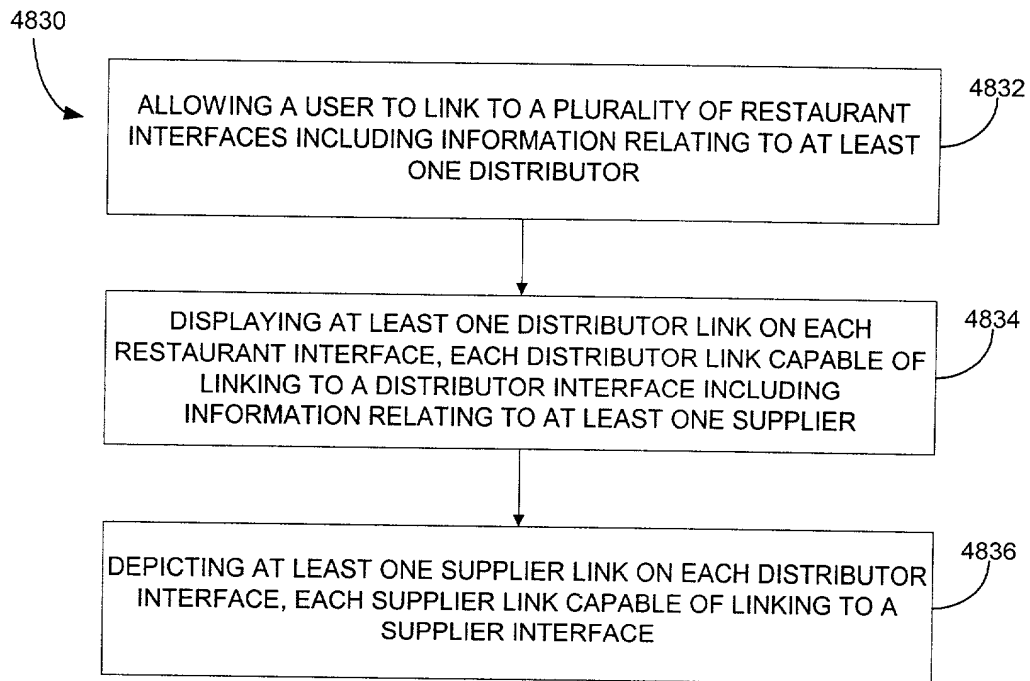 4830
ALLOWING A USER TO LINK TO A PLURALITY OF RESTAURANT
INTERFACES INCLUDING INFORMATION RELATING TO AT LEAST
ONE DISTRIBUTOR
4832
DISPLAYING AT LEAST ONE DISTRIBUTOR LINK ON EACH
RESTAURANT INTERFACE, EACH DISTRIBUTOR LINK CAPABLE OF
LINKING TO A DISTRIBUTOR INTERFACE INCLUDING
INFORMATION RELATING TO AT LEAST ONE SUPPLIER
4834
DEPICTING AT LEAST ONE SUPPLIER LINK ON EACH DISTRIBUTOR
INTERFACE, EACH SUPPLIER LINK CAPABLE OF LINKING TO A
SUPPLIER INTERFACE
4836